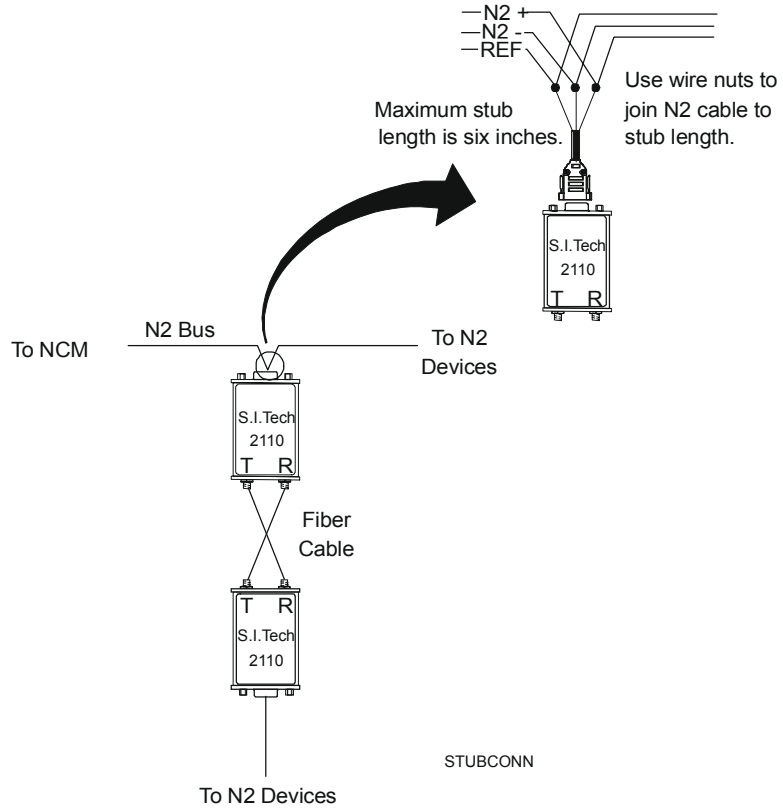 N2 +
N2 -
REF
Maximum stub
length is six inches.
Use wire nuts to
join N2 cable to
stub length.
S.I.Tech
2110
T R
To NCM
N2 Bus
To N2
Devices
S.I.Tech
2110
T R
Fiber
Cable
T R
S.I.Tech
2110
To N2 Devices
STUBCONN